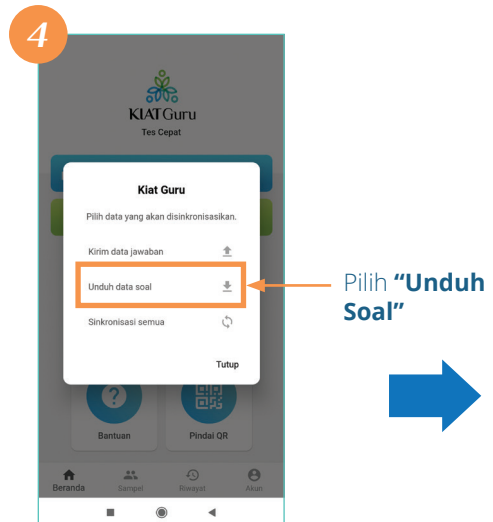 4
KIAT Guru
Tes Cepat
Kiat Guru
Pilih data yang akan disinkronisasikan.
Kirim data jawaban
Unduh data soal
Sinkronisasi semua
Tutup
Pilih “Unduh
Soal”
?
Bantuan
Pindai QR
Beranda
Sampel
Riwayat
Akun